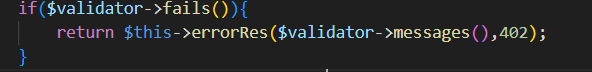 if($validator->fails()){
return $this->errorRes($validator->messages(),402);
}